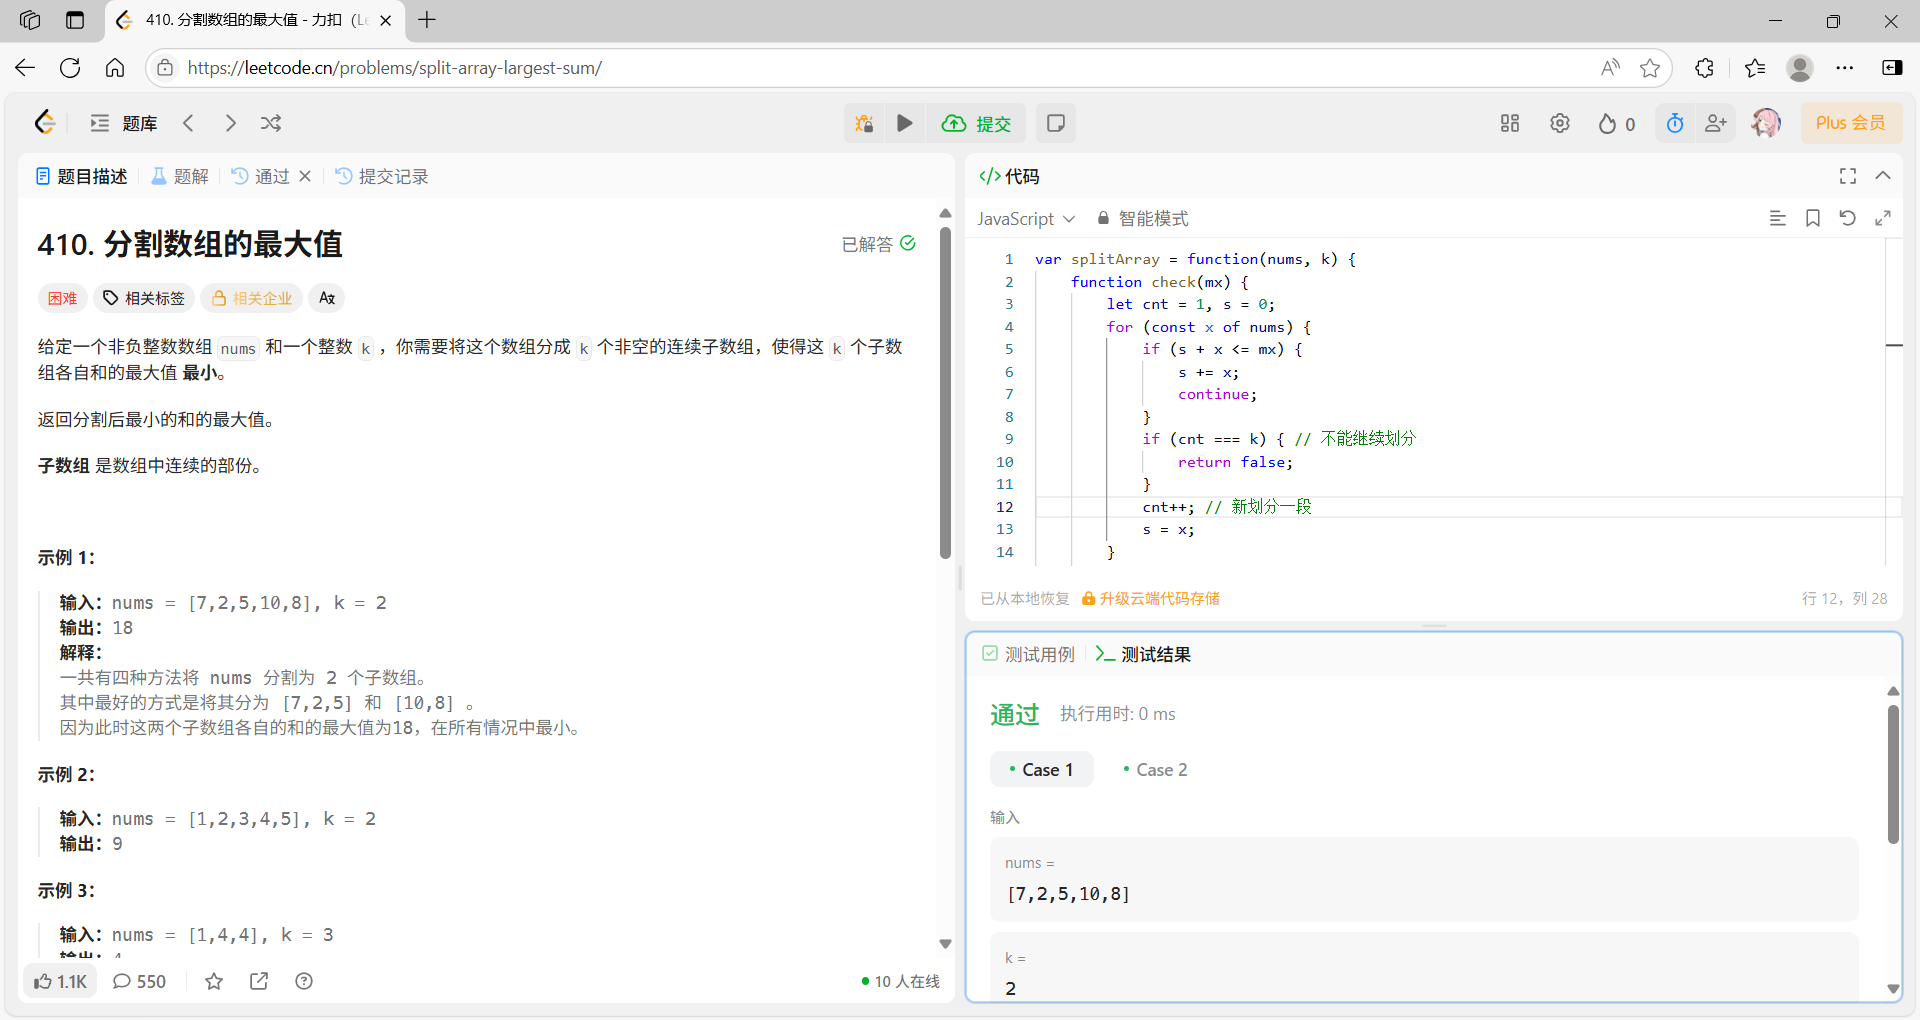 410. 分割数组的最大值 - 力扣 (Le
https://leetcode.cn/problems/split-array-largest-sum/
题库
提交
0
Plus 会员
题目描述
题解
通过
提交记录
410. 分割数组的最大值
已解答
困难
相关标签
相关企业
给定一个非负整数数组 nums 和一个整数 k ，你需要将这个数组分成 k 个非空的连续子数组，使得这 k 个子数
组各自和的最大值 最小。
返回分割后最小的和的最大值。
子数组 是数组中连续的部份。
示例 1：
输入：nums = [7,2,5,10,8], k = 2
输出：18
解释：
一共有四种方法将 nums 分割为 2 个子数组。
其中最好的方式是将其分为 [7,2,5] 和 [10,8] 。
因为此时这两个子数组各自的和的最大值为18，在所有情况中最小。
示例 2：
输入：nums = [1,2,3,4,5], k = 2
输出：9
示例 3：
输入：nums = [1,4,4], k = 3
输出：4
1.1K
550
10 人在线
代码
JavaScript
智能模式
1 var splitArray = function(nums, k) {
2 function check(mx) {
3 let cnt = 1, s = 0;
4 for (const x of nums) {
5 if (s + x <= mx) {
6 s += x;
7 continue;
8 }
9 if (cnt === k) { // 不能继续划分
10 return false;
11 }
12 cnt++; // 新划分一段
13 s = x;
14 }
已从本地恢复
升级云端代码存储
行 12，列 28
测试用例
测试结果
通过
执行用时: 0 ms
Case 1
Case 2
输入
nums =
[7,2,5,10,8]
k =
2